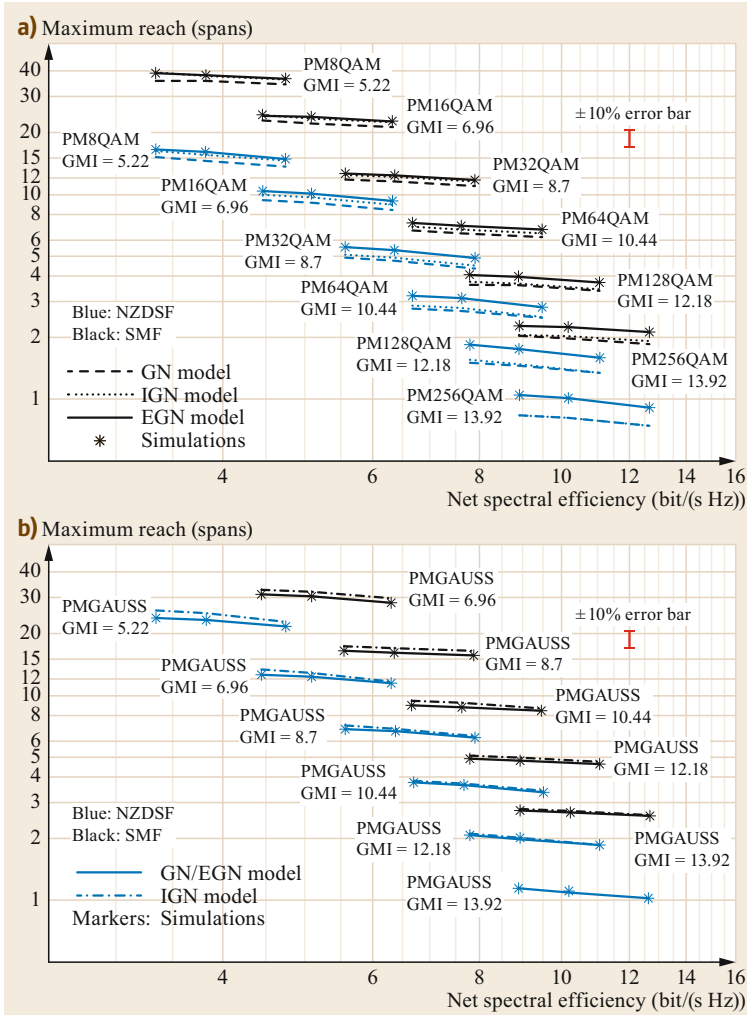 a) Maximum reach (spans)
40
30
20
15
12
10
8
6
5
4
3
2
1
PM8QAM
GMI = 5.22
PM16QAM
GMI = 6.96
±10% error bar
PM8QAM
GMI = 5.22
PM32QAM
GMI = 8.7
PM16QAM
GMI = 6.96
PM64QAM
GMI = 10.44
PM32QAM
GMI = 8.7
PM128QAM
GMI = 12.18
PM64QAM
GMI = 10.44
Blue: NZDSF
Black: SMF
PM128QAM
GMI = 12.18
PM256QAM
GMI = 13.92
PM256QAM
GMI = 13.92
GN model
IGN model
EGN model
Simulations
4 6 8 10 12 14 16
Net spectral efficiency (bit/(s Hz))
b) Maximum reach (spans)
40
30
20
15
12
10
8
6
5
4
3
2
1
PMGAUSS
GMI = 6.96
PMGAUSS
GMI = 5.22
±10% error bar
PMGAUSS
GMI = 8.7
PMGAUSS
GMI = 6.96
PMGAUSS
GMI = 10.44
PMGAUSS
GMI = 8.7
PMGAUSS
GMI = 12.18
PMGAUSS
GMI = 10.44
Blue: NZDSF
Black: SMF
PMGAUSS
GMI = 12.18
PMGAUSS
GMI = 13.92
PMGAUSS
GMI = 13.92
GN/EGN model
IGN model
Markers: Simulations
4 6 8 10 12 14 16
Net spectral efficiency (bit/(s Hz))